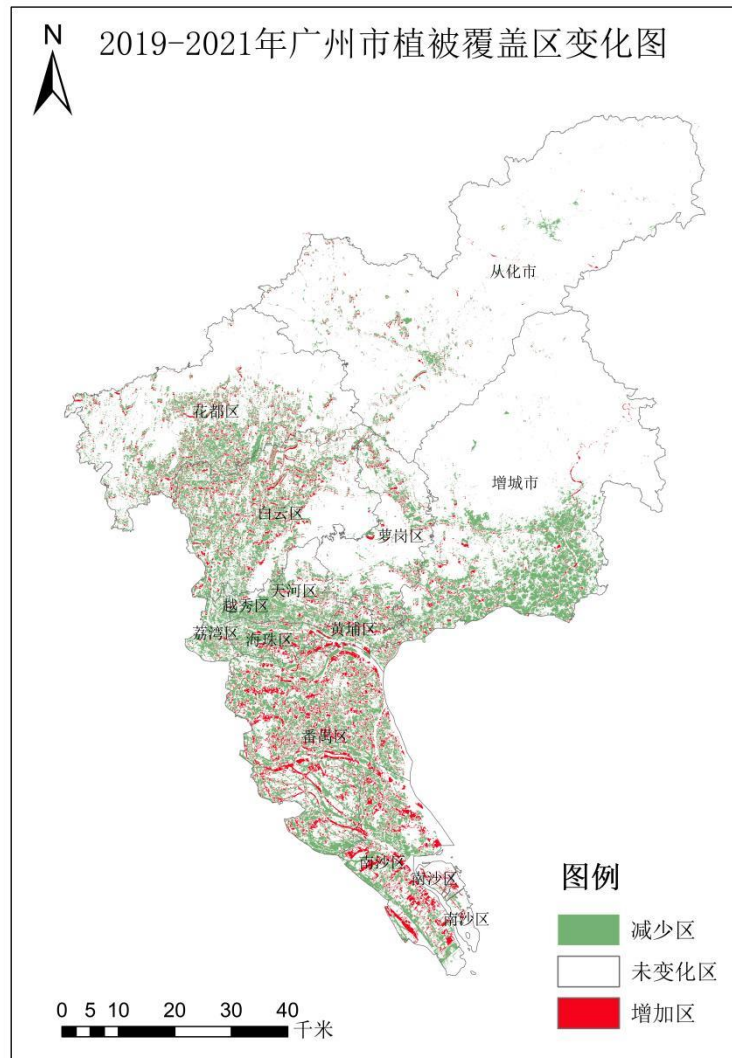 N
2019-2021年广州市植被覆盖区变化图
从化市
花都区
增城市
白云区
萝岗区
天河区
越秀区
荔湾区
海珠区
黄埔区
番禺区
南沙区
南沙区
南沙区
图例
减少区
未变化区
增加区
0 5 10 20 30 40
千米